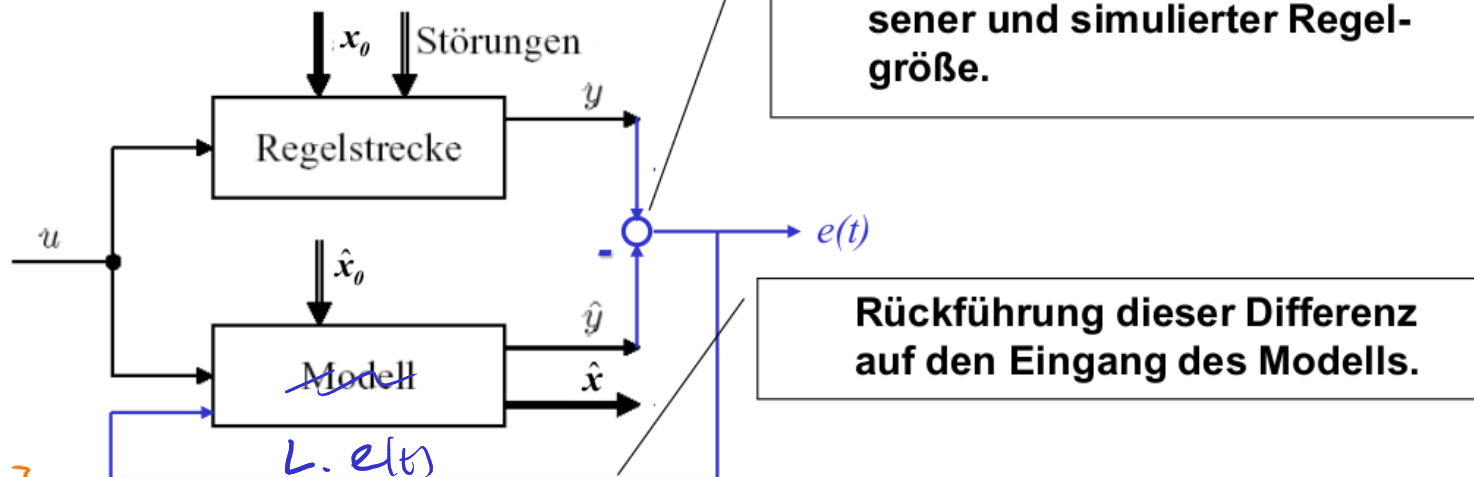 sener und simulierter Regel-
größe.
x₀
Störungen
y
Regelstrecke
u
e(t)
-
x̂₀
Rückführung dieser Differenz
auf den Eingang des Modells.
ŷ
Modell
x̂
L. e(t)